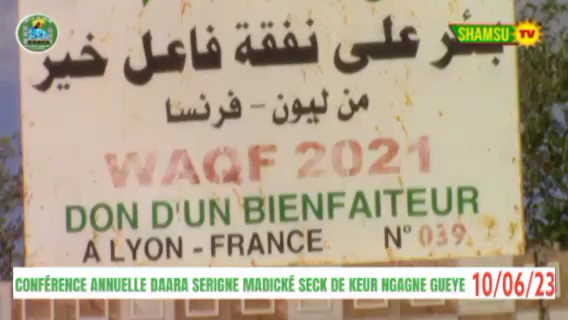 SHAMSU TV
بئر على نفقة فاعل خير
من ليون - فرنسا
WAQF 2021
DON D'UN BIENFAITEUR
A LYON - FRANCE N° 039
CONFÉRENCE ANNUELLE DAARA SERIGNE MADICKÉ SECK DE KEUR NGAGNE GUEYE 10/06/23